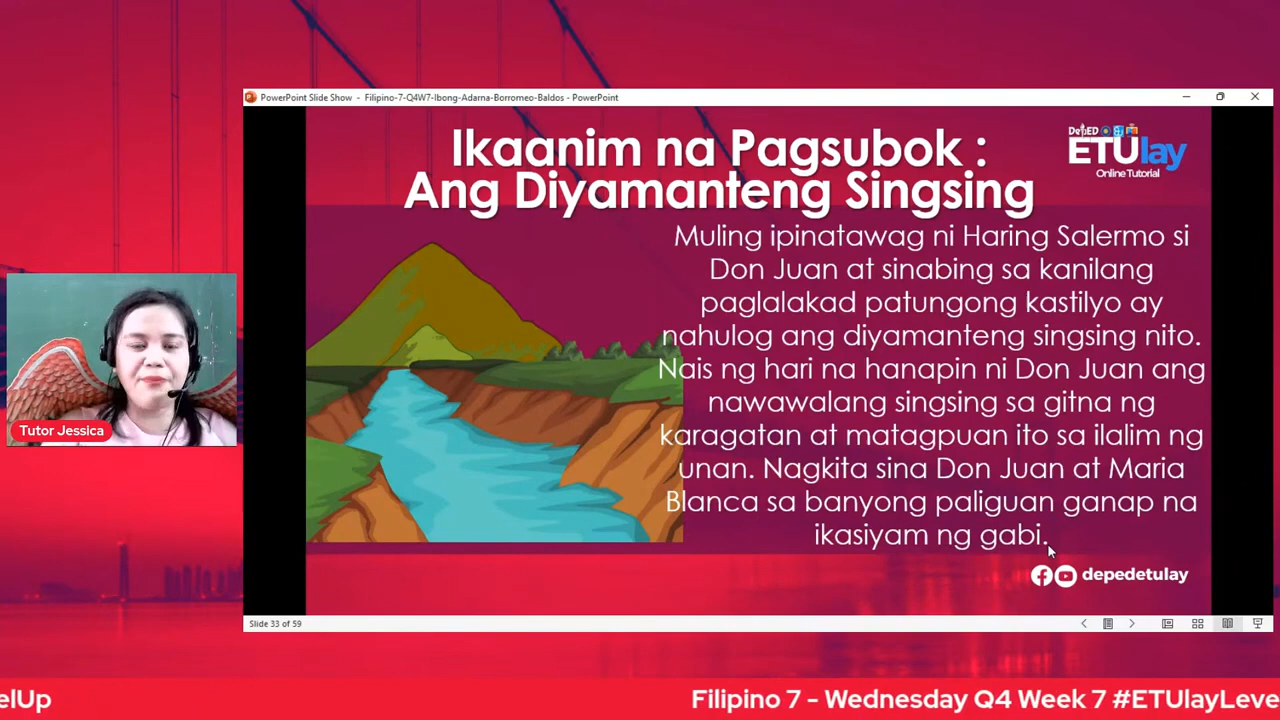 PowerPoint Slide Show - Filipino-7-Q4W7-Ibong-Adarna-Borromeo-Baldos - PowerPoint
Ikaanim na Pagsubok :
Ang Diyamanteng Singsing
DepED
ETUlay
Online Tutorial
Muling ipinatawag ni Haring Salermo si
Don Juan at sinabing sa kanilang
paglalakad patungong kastilyo ay
nahulog ang diyamanteng singsing nito.
Nais ng hari na hanapin ni Don Juan ang
nawawalang singsing sa gitna ng
karagatan at matagpuan ito sa ilalim ng
unan. Nagkita sina Don Juan at Maria
Blanca sa banyong paliguan ganap na
ikasiyam ng gabi.
depedetulay
Tutor Jessica
Slide 33 of 59
elUp
Filipino 7 - Wednesday Q4 Week 7 #ETUlayLeve